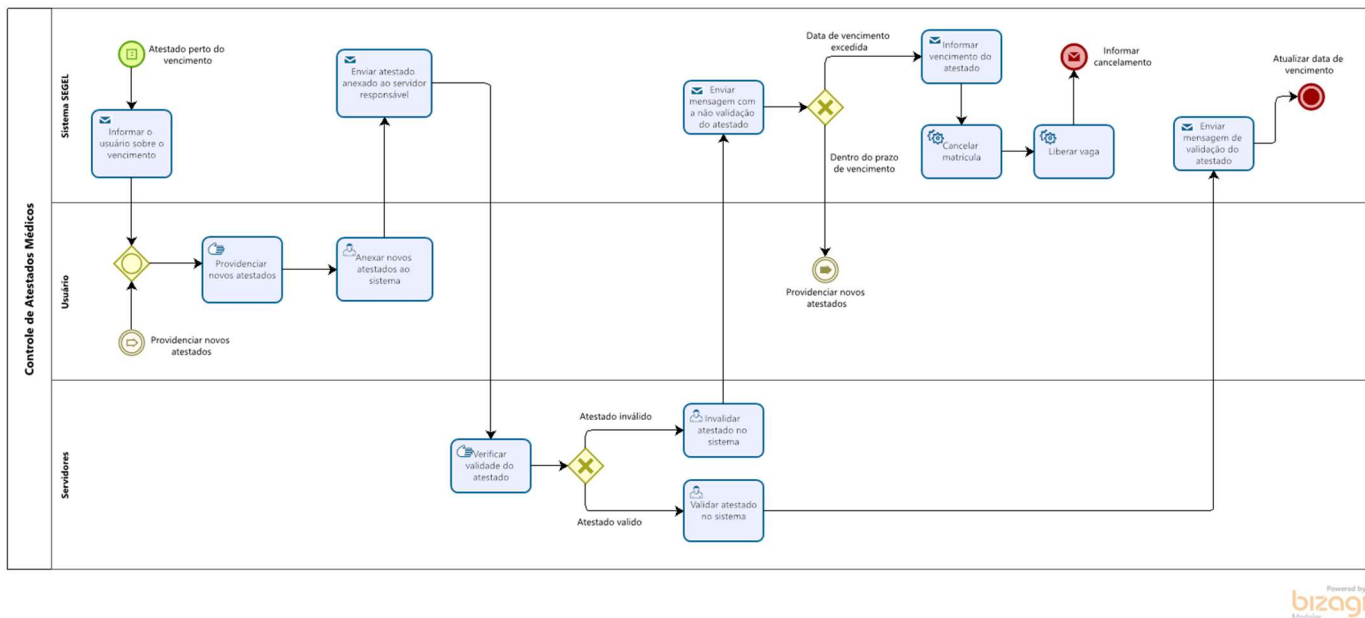 Controle de Atestados Médicos
Sistema SEGEL
Atestado perto do
vencimento
Informar o
usuário sobre o
vencimento
Enviar atestado
anexado ao servidor
responsável
Enviar
mensagem com
a não validação
do atestado
Data de vencimento
excedida
Dentro do prazo
de vencimento
Informar
vencimento do
atestado
Cancelar
matrícula
Liberar vaga
Informar
cancelamento
Enviar
mensagem de
validação do
atestado
Atualizar data de
vencimento
Usuário
Providenciar
novos atestados
Anexar novos
atestados ao
sistema
Providenciar novos
atestados
Providenciar novos
atestados
Servidores
Verificar
validade do
atestado
Atestado inválido
Atestado valido
Invalidar
atestado no
sistema
Validar atestado
no sistema
Powered by
bizagi
Modeler